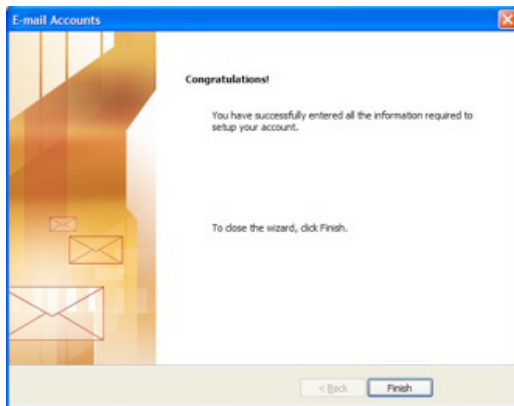 E-mail Accounts
Congratulations!
You have successfully entered all the information required to
setup your account.
To close the wizard, click Finish.
< Back
Finish